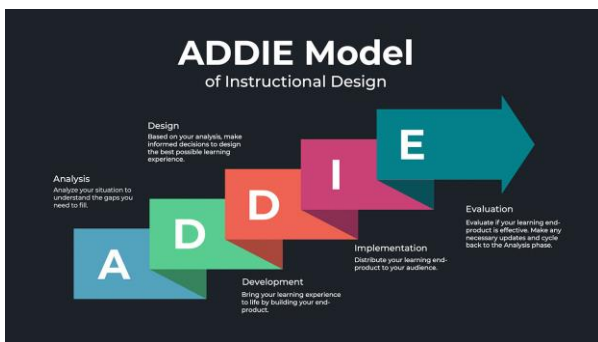 ADDIE Model
of Instructional Design
Analysis
Analyze your situation to
understand the gaps you
need to fill.
Design
Based on your analysis, make
informed decisions to design
the best possible learning
experience.
A
D
D
I
E
Development
Bring your learning experience
to life by building your end-
product.
Implementation
Distribute your learning end-
product to your audience.
Evaluation
Evaluate if your learning end-
product is effective. Make any
necessary updates and cycle
back to the Analysis phase.